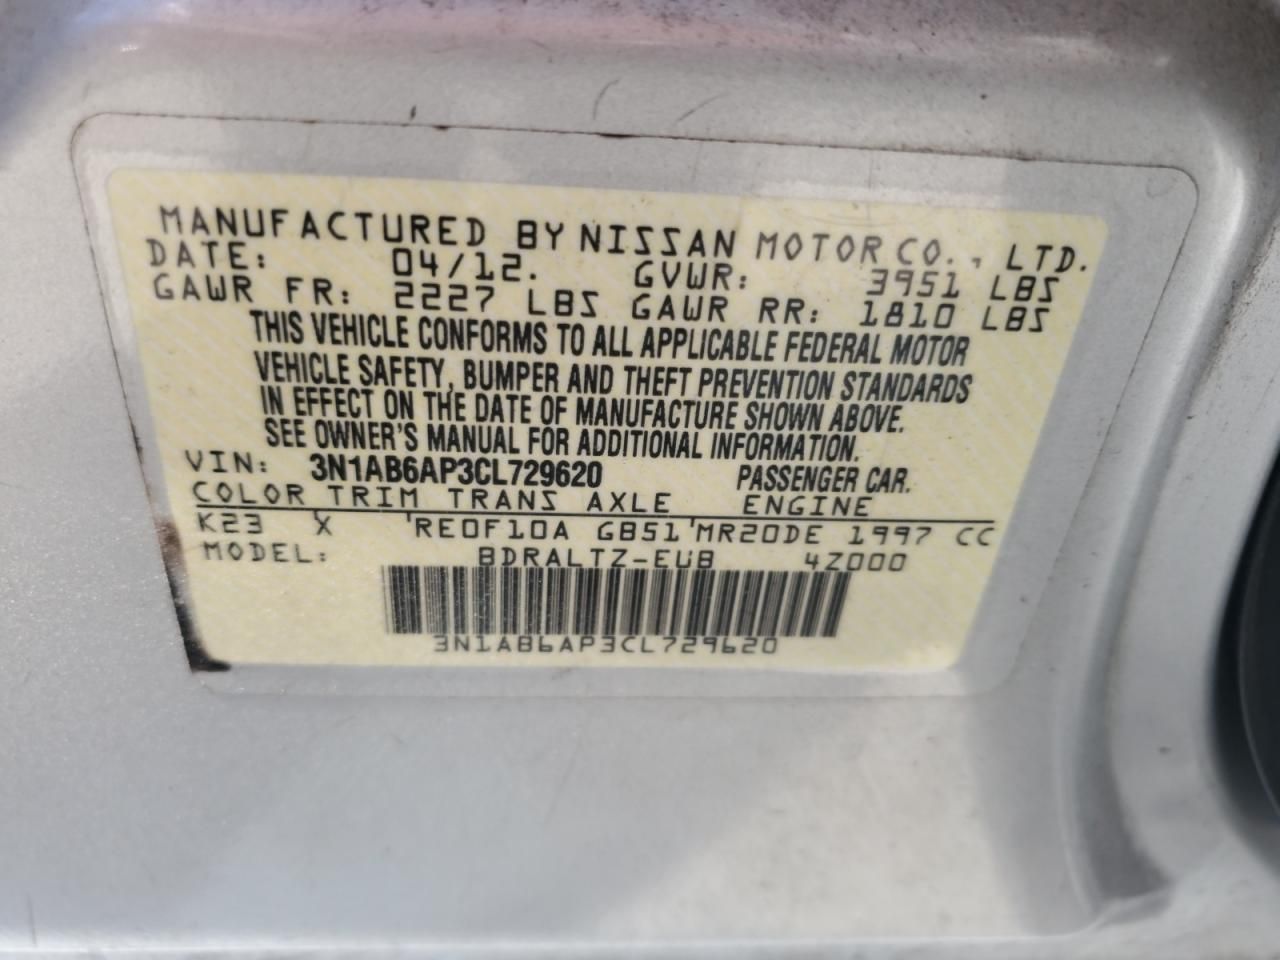 MANUFACTURED BY NISSAN MOTOR CO., LTD.
DATE: 04/12. GVWR: 3951 LBS
GAWR FR: 2227 LBS GAWR RR: 1810 LBS
THIS VEHICLE CONFORMS TO ALL APPLICABLE FEDERAL MOTOR
VEHICLE SAFETY, BUMPER AND THEFT PREVENTION STANDARDS
IN EFFECT ON THE DATE OF MANUFACTURE SHOWN ABOVE.
SEE OWNER'S MANUAL FOR ADDITIONAL INFORMATION.
VIN: 3N1AB6AP3CL729620 PASSENGER CAR.
COLOR TRIM TRANS AXLE ENGINE
K23 X RE0F10A GB51 MR20DE 1997 CC
MODEL: BDRALTZ-EUB 4Z000
3N1AB6AP3CL729620